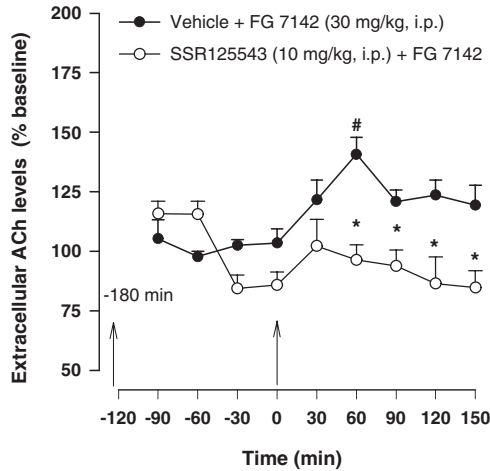 Vehicle + FG 7142 (30 mg/kg, i.p.)
SSR125543 (10 mg/kg, i.p.) + FG 7142
Extracellular ACh levels (% baseline)
200
175
150
125
100
75
50
#
*
*
*
*
-180 min
-120 -90 -60 -30 0 30 60 90 120 150
Time (min)